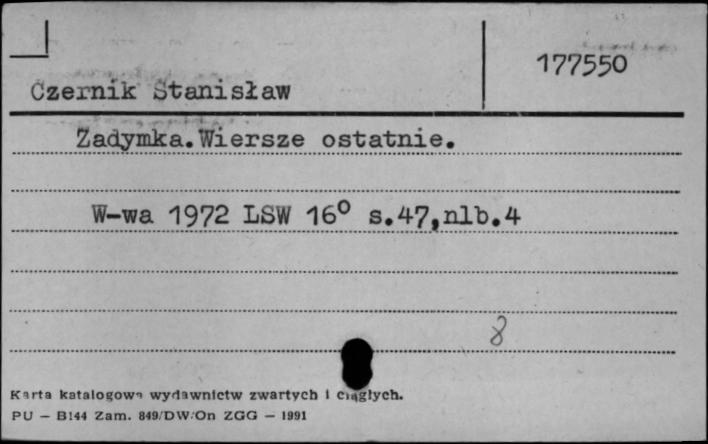 177550
Czernik Stanisław
Zadymka.Wiersze ostatnie.
W-wa 1972 LSW 16° s.47,nlb.4
8
Karta katalogowa wydawnictw zwartych i ciągłych.
PU — B144 Zam. 849/DW/On ZGG — 1991